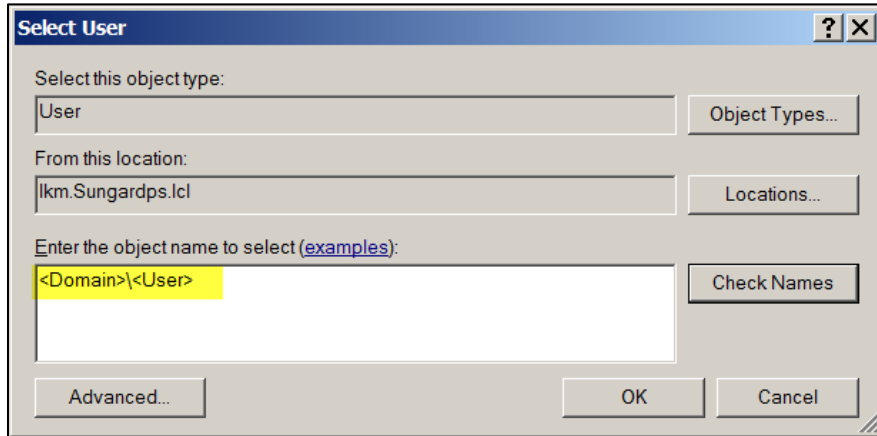 Select User
Select this object type:
User
Object Types...
From this location:
lkm.Sungardps.lcl
Locations...
Enter the object name to select (examples):
<Domain>\<User>
Check Names
Advanced...
OK
Cancel